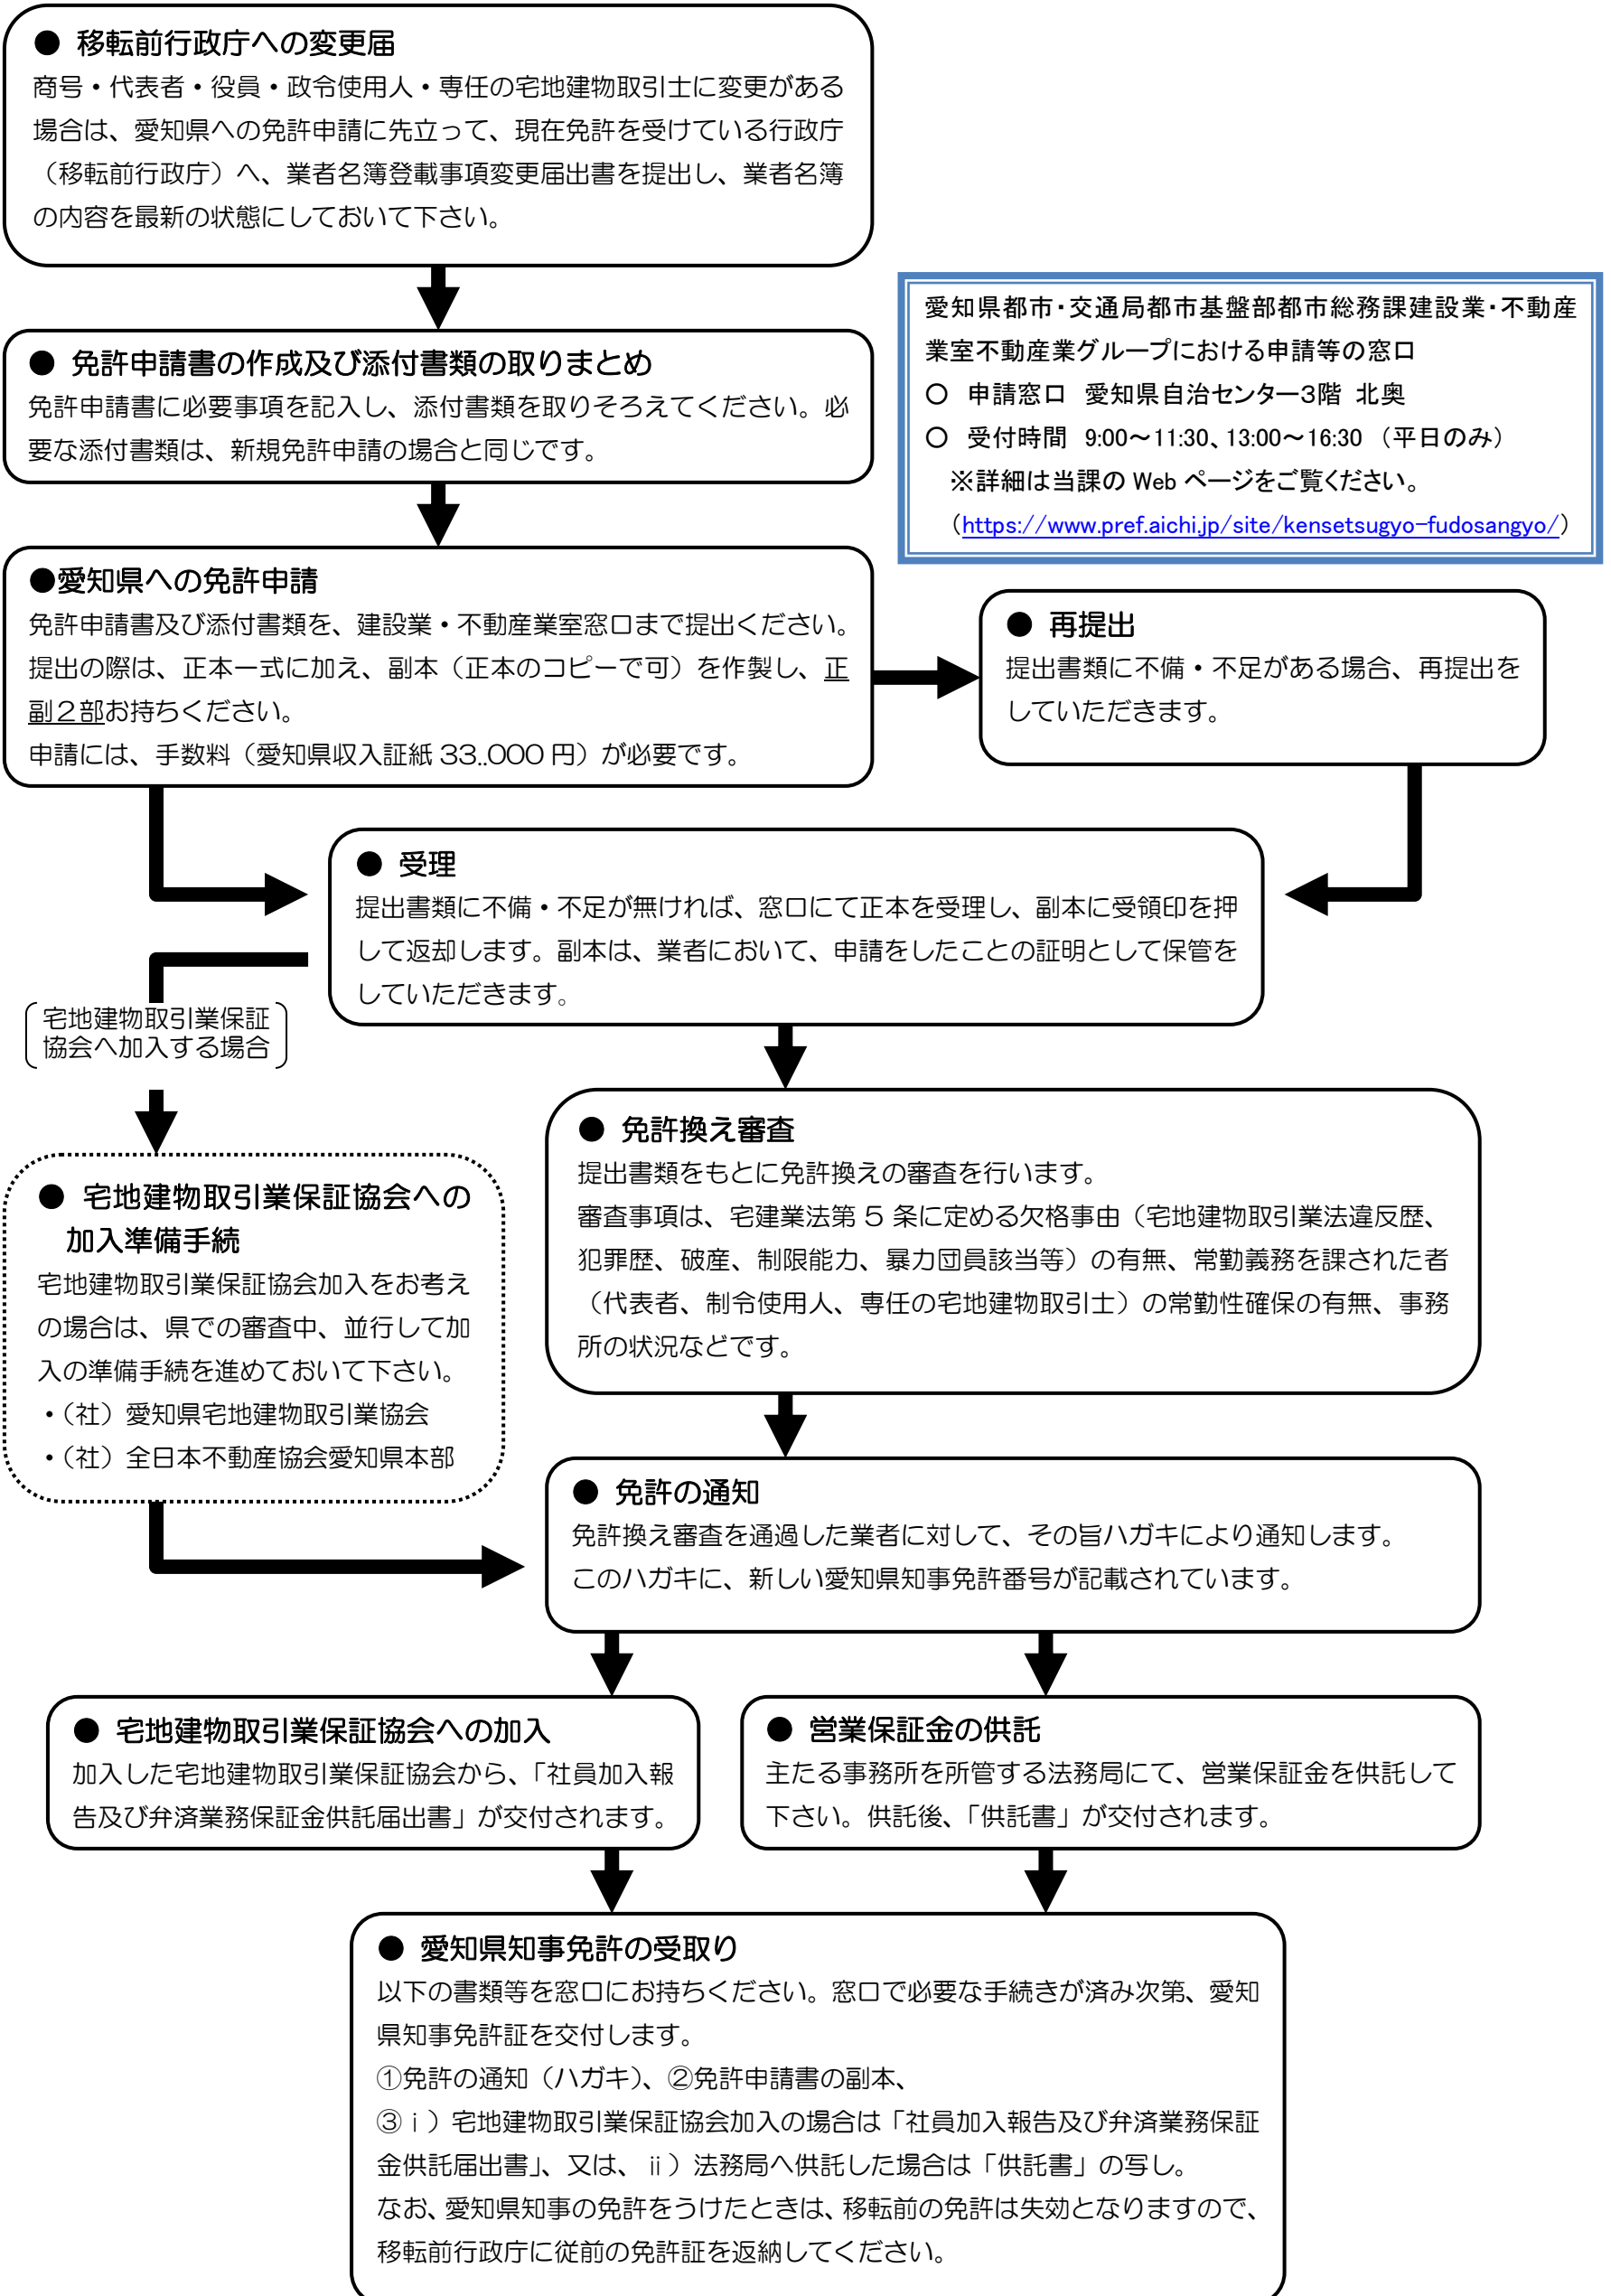 ● 移転前行政庁への変更届
商号・代表者・役員・政令使用人・専任の宅地建物取引士に変更がある
場合は、愛知県への免許申請に先立って、現在免許を受けている行政庁
（移転前行政庁）へ、業者名簿登載事項変更届出書を提出し、業者名簿
の内容を最新の状態にしておいて下さい。
愛知県都市・交通局都市基盤部都市総務課建設業・不動産
業室不動産業グループにおける申請等の窓口
○ 申請窓口 愛知県自治センター3階 北奥
○ 受付時間 9:00～11:30、13:00～16:30 （平日のみ）
※詳細は当課の Web ページをご覧ください。
（https://www.pref.aichi.jp/site/kensetsugyo-fudosangyo/）
● 免許申請書の作成及び添付書類の取りまとめ
免許申請書に必要事項を記入し、添付書類を取りそろえてください。必
要な添付書類は、新規免許申請の場合と同じです。
●愛知県への免許申請
免許申請書及び添付書類を、建設業・不動産業室窓口まで提出ください。
提出の際は、正本一式に加え、副本（正本のコピーで可）を作製し、正
副２部お持ちください。
申請には、手数料（愛知県収入証紙 33,.000 円）が必要です。
● 再提出
提出書類に不備・不足がある場合、再提出を
していただきます。
● 受理
提出書類に不備・不足が無ければ、窓口にて正本を受理し、副本に受領印を押
して返却します。副本は、業者において、申請をしたことの証明として保管を
していただきます。
宅地建物取引業保証
協会へ加入する場合
● 免許換え審査
提出書類をもとに免許換えの審査を行います。
審査事項は、宅建業法第 5 条に定める欠格事由（宅地建物取引業法違反歴、
犯罪歴、破産、制限能力、暴力団員該当等）の有無、常勤義務を課された者
（代表者、制令使用人、専任の宅地建物取引士）の常勤性確保の有無、事務
所の状況などです。
● 宅地建物取引業保証協会への
加入準備手続
宅地建物取引業保証協会加入をお考え
の場合は、県での審査中、並行して加
入の準備手続を進めておいて下さい。
・（社）愛知県宅地建物取引業協会
・（社）全日本不動産協会愛知県本部
● 免許の通知
免許換え審査を通過した業者に対して、その旨ハガキにより通知します。
このハガキに、新しい愛知県知事免許番号が記載されています。
● 宅地建物取引業保証協会への加入
加入した宅地建物取引業保証協会から、「社員加入報
告及び弁済業務保証金供託届出書」が交付されます。
● 営業保証金の供託
主たる事務所を所管する法務局にて、営業保証金を供託して
下さい。供託後、「供託書」が交付されます。
● 愛知県知事免許の受取り
以下の書類等を窓口にお持ちください。窓口で必要な手続きが済み次第、愛知
県知事免許証を交付します。
①免許の通知（ハガキ）、②免許申請書の副本、
③ⅰ）宅地建物取引業保証協会加入の場合は「社員加入報告及び弁済業務保証
金供託届出書」、又は、ⅱ）法務局へ供託した場合は「供託書」の写し。
なお、愛知県知事の免許をうけたときは、移転前の免許は失効となりますので、
移転前行政庁に従前の免許証を返納してください。